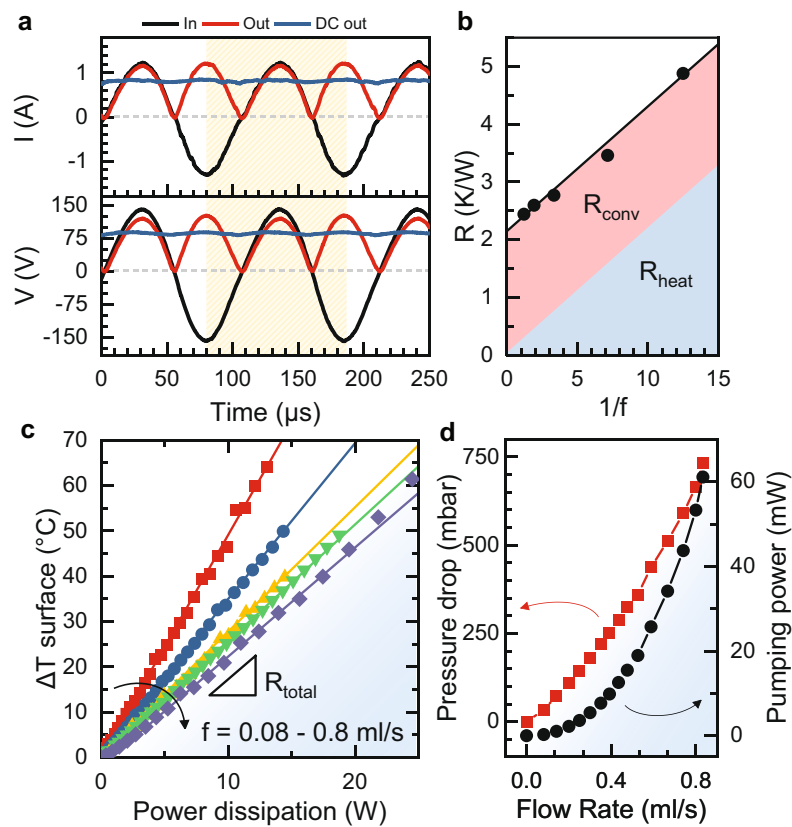 a
In Out DC out
1
0
-1
I (A)
150
75
0
-75
-150
V (V)
0 50 100 150 200 250
Time (µs)
b
5
4
3
2
1
0
R (K/W)
Rconv
Rheat
0 5 10 15
1/f
c
70
60
50
40
30
20
10
0
ΔT surface (°C)
Rtotal
f = 0.08 - 0.8 ml/s
0 10 20
Power dissipation (W)
d
750
500
250
0
Pressure drop (mbar)
60
40
20
0
Pumping power (mW)
0.0 0.4 0.8
Flow Rate (ml/s)